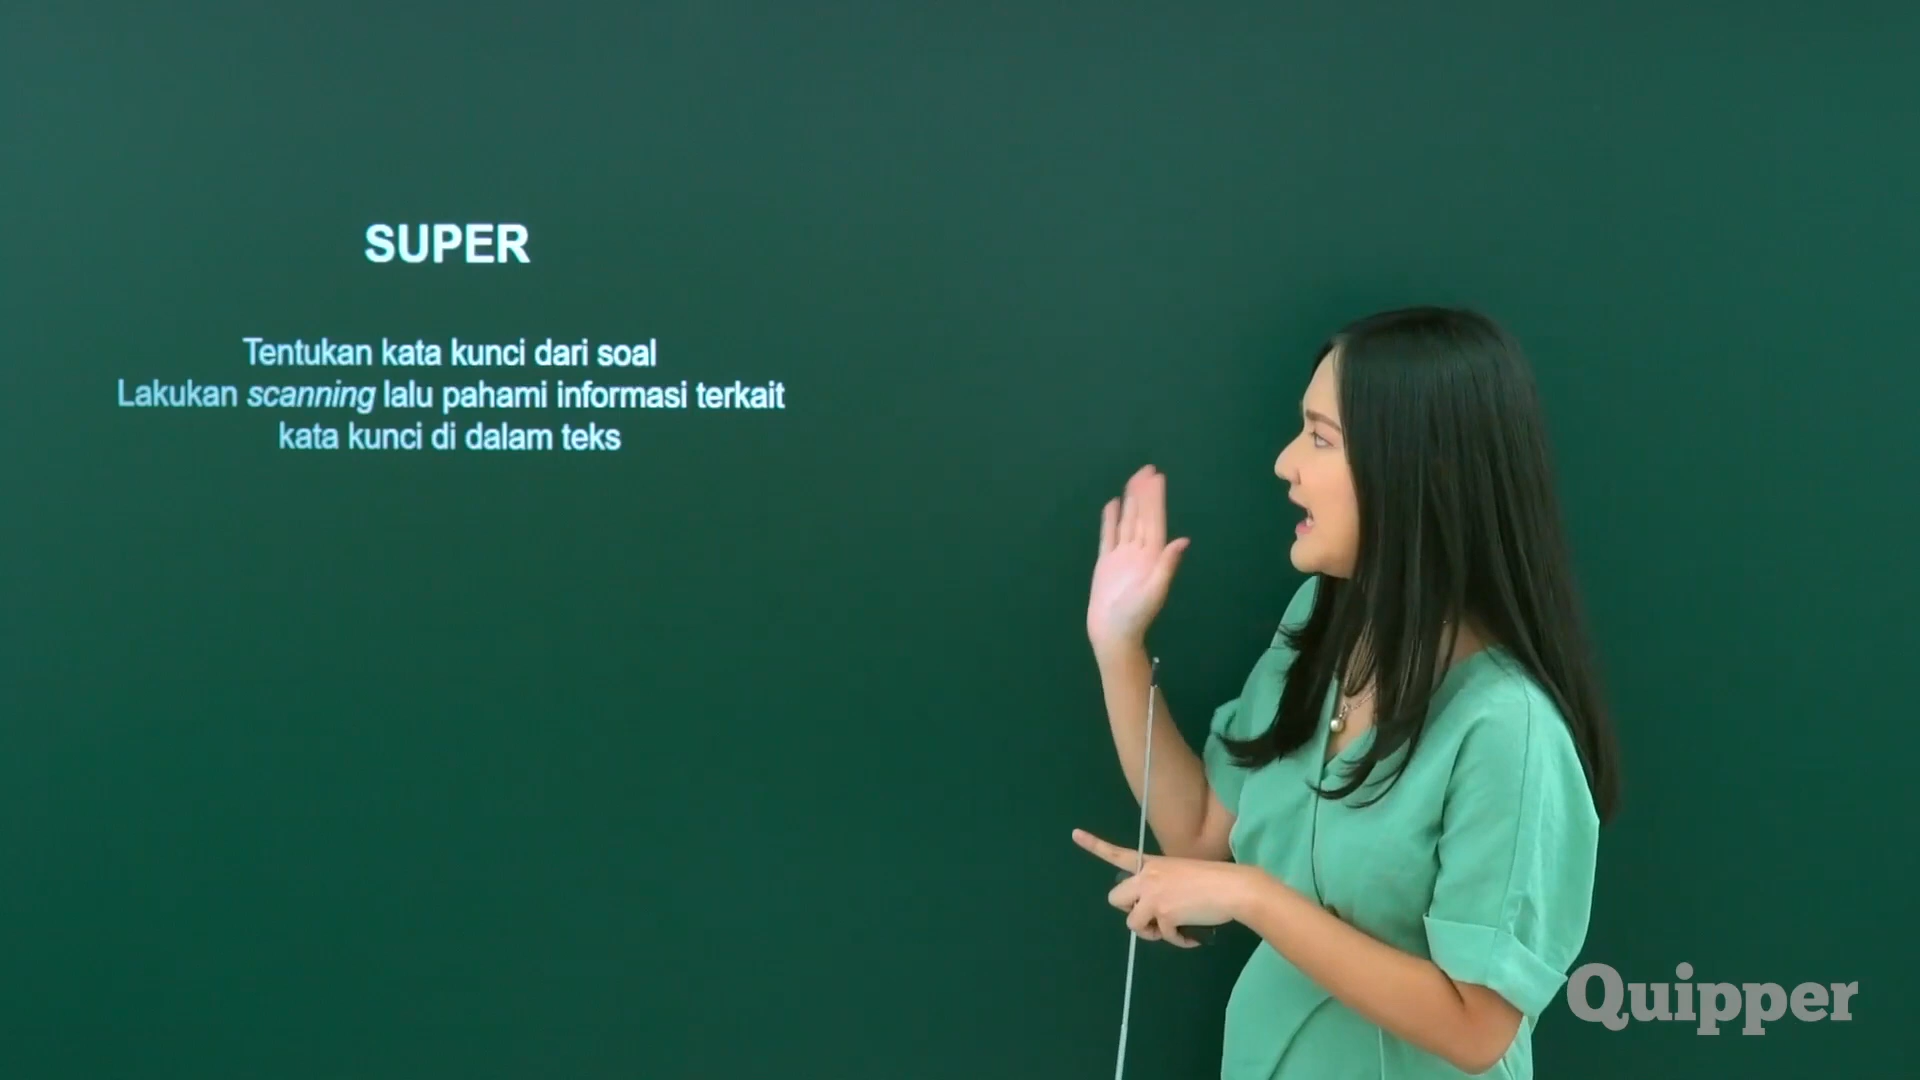 SUPER
Tentukan kata kunci dari soal
Lakukan scanning lalu pahami informasi terkait
kata kunci di dalam teks
Quipper